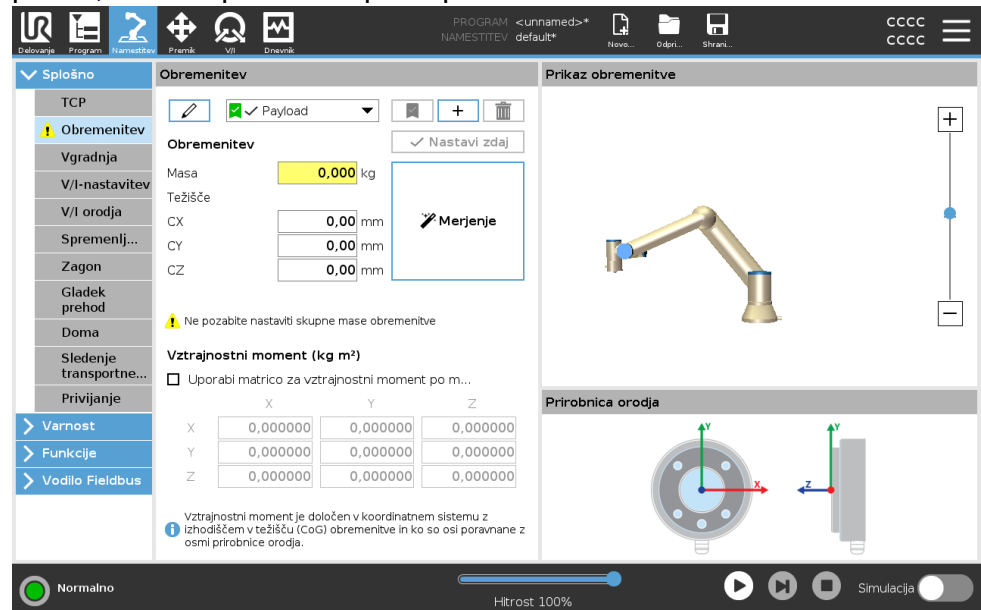 PROGRAM <unnamed>*
NAMESTITEV default*
CCCC
CCCC
Delovanje Program Namestitev Premik V/I Dnevnik Novo... Odpri... Shrani...
Splošno
TCP
Obremenitev
Vgradnja
V/I-nastavitev
V/I orodja
Spremenlj...
Zagon
Gladek
prehod
Doma
Sledenje
transportne...
Privijanje
Varnost
Funkcije
Vodilo Fieldbus
Obremenitev
Payload
Obremenitev
Nastavi zdaj
Masa 0,000 kg
Težišče
CX 0,00 mm
CY 0,00 mm
CZ 0,00 mm
Merjenje
Ne pozabite nastaviti skupne mase obremenitve
Vztrajnostni moment (kg m²)
Uporabi matrico za vztrajnostni moment po m...
X Y Z
X 0,000000 0,000000 0,000000
Y 0,000000 0,000000 0,000000
Z 0,000000 0,000000 0,000000
Vztrajnostni moment je določen v koordinatnem sistemu z
izhodiščem v težišču (CoG) obremenitve in ko so osi poravnane z
osmi prirobnice orodja.
Prikaz obremenitve
Prirobnica orodja
Y
X
Y
Z
Normalno
Hitrost 100%
Simulacija